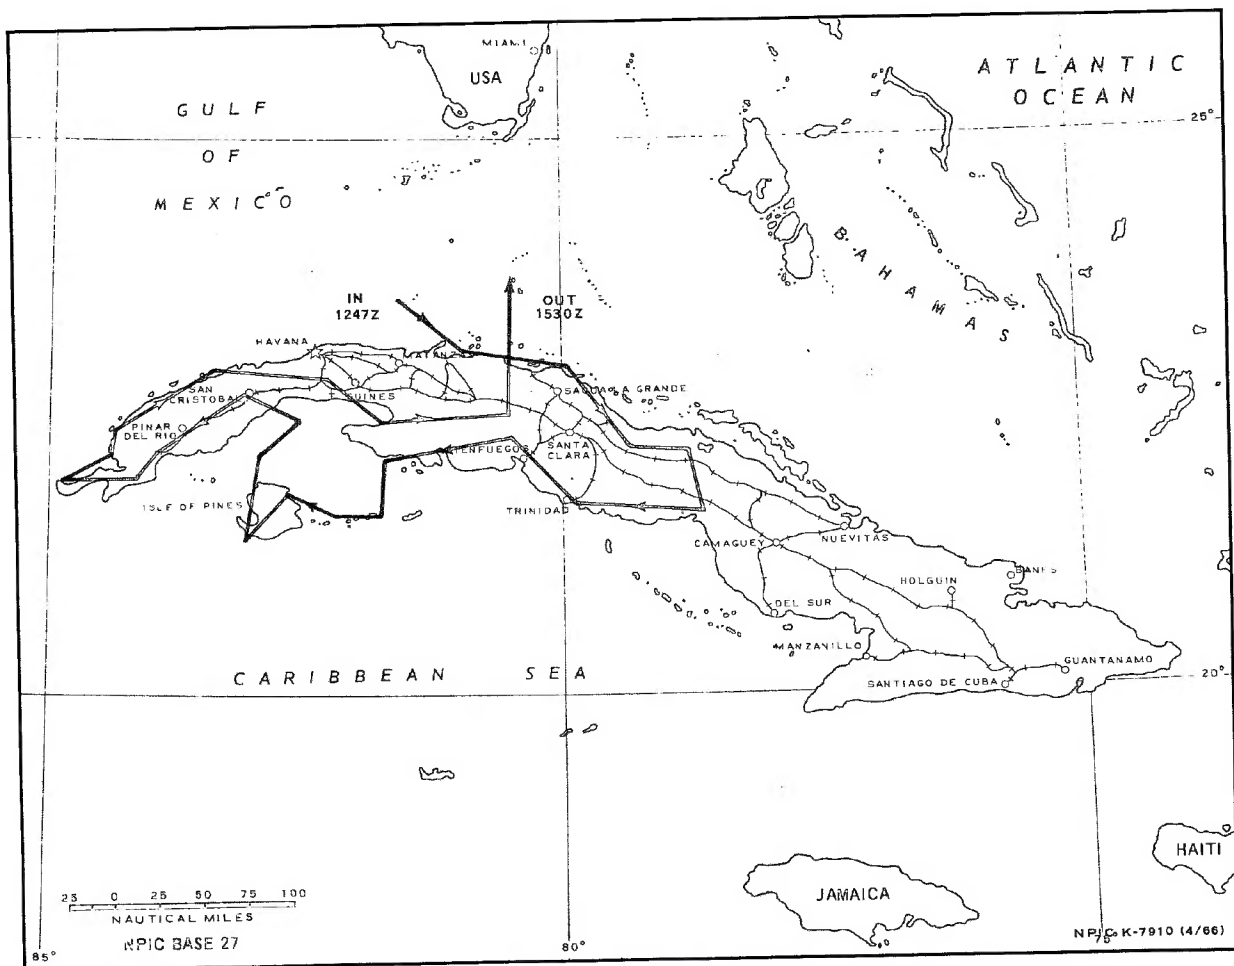 MIAMI
USA
ATLANTIC
OCEAN
GULF
OF
MEXICO
25°
BAHAMAS
IN
1247Z
OUT
1530Z
HAVANA
SAN
CRISTOBAL
GUINES
SAGUA LA GRANDE
PINAR
DEL RIO
SANTA
CLARA
ISLE OF PINES
TRINIDAD
CAMAGUEY
NUEVITAS
HOLGUIN
BANES
DEL SUR
MANZANILLO
GUANTANAMO
SANTIAGO DE CUBA
20°
CARIBBEAN SEA
HAITI
JAMAICA
25 0 25 50 75 100
NAUTICAL MILES
NPIC BASE 27
NPIC K-7910 (4/66)
85°
80°
75°